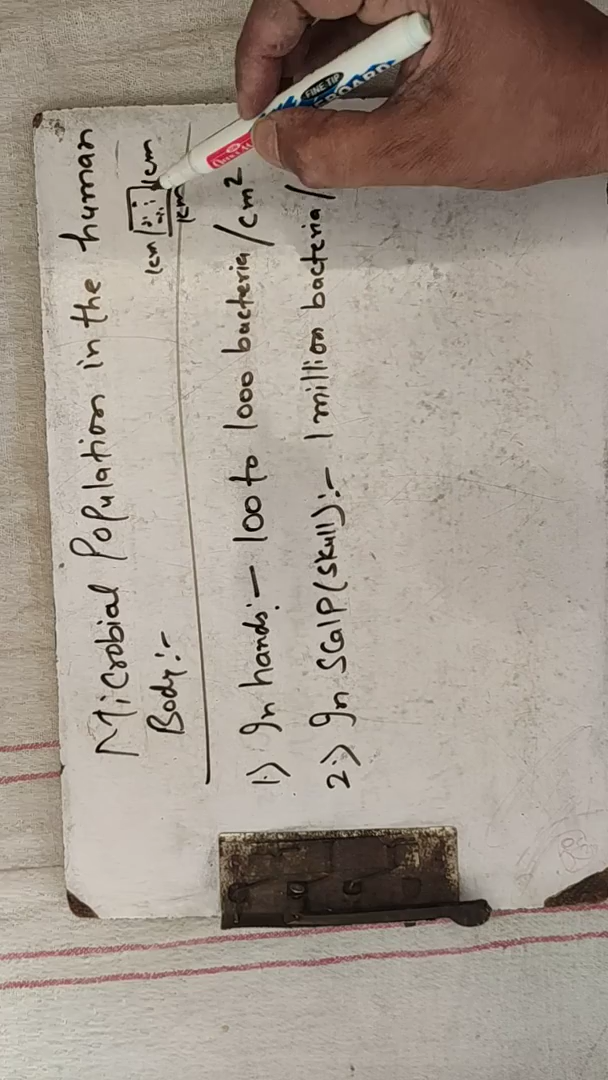 Microbial Population in the human
Body:-
1cm
1cm
1cm
1) In hands:- 100 to 1000 bacteria/cm²
2) In Scalp(skull):- 1 million bacteria/
FINE TIP